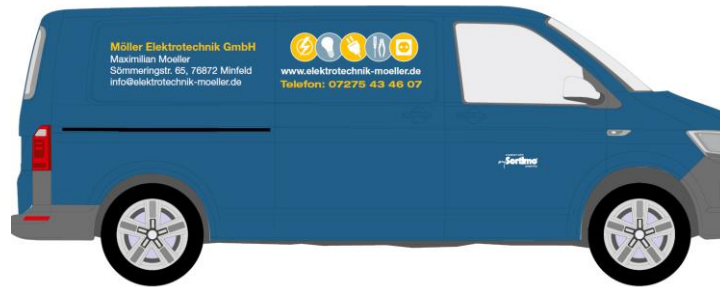 Möller Elektrotechnik GmbH
Maximilian Moeller
Sömmeringstr. 65, 76872 Minfeld
info@elektrotechnik-moeller.de
www.elektrotechnik-moeller.de
Telefon: 07275 43 46 07
Sortimo